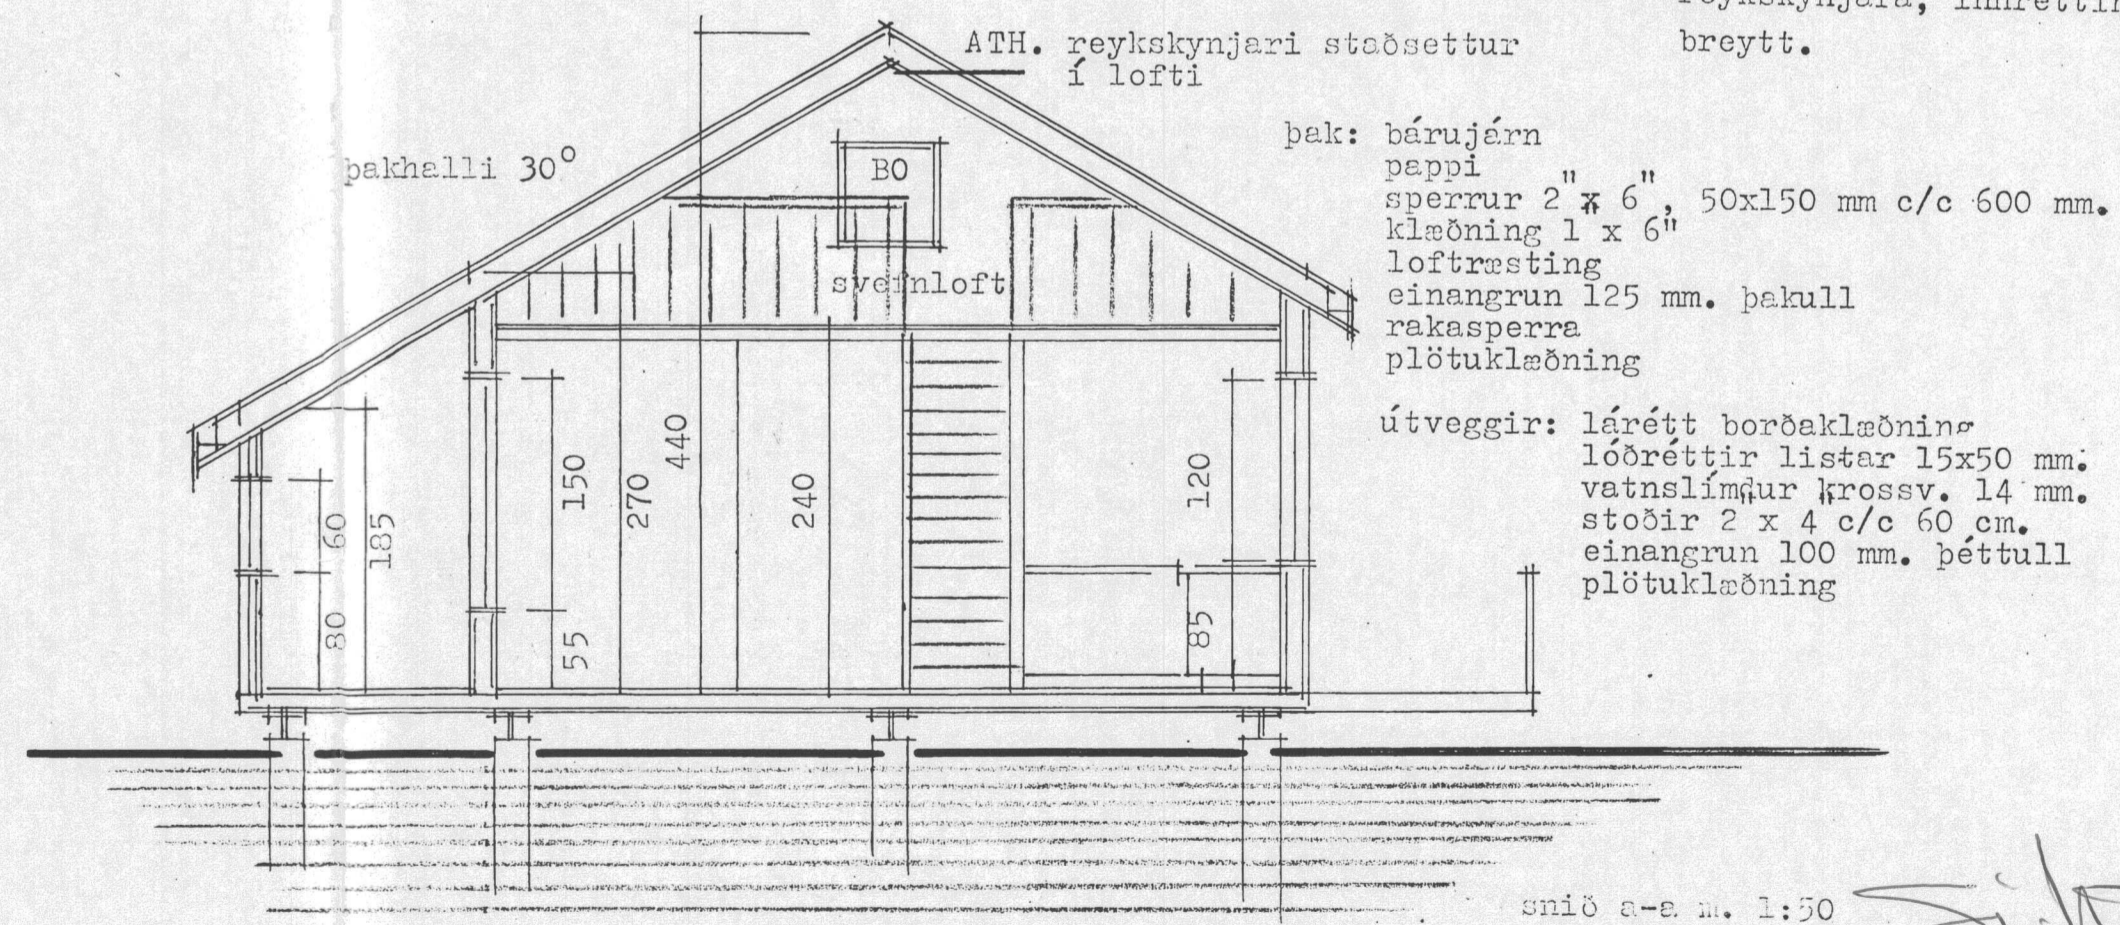 breytt.
ATH. reykskynjari staðsettur
í lofti
þakhalli 30°
BO
svefnloft
þak: bárujárn
pappi
sperrur 2" x 6", 50x150 mm c/c 600 mm.
klæðning 1" x 6"
loftræsting
einangrun 125 mm. þakull
rakasperra
plötuklæðning
útveggir: lárétt borðaklæðning
lóðréttir listar 15x50 mm.
vatnslímdur krossv. 14 mm.
stoðir 2" x 4" c/c 60 cm.
einangrun 100 mm. þéttull
plötuklæðning
60
80
185
150
55
270
440
240
120
85
snið a-a m. 1:50